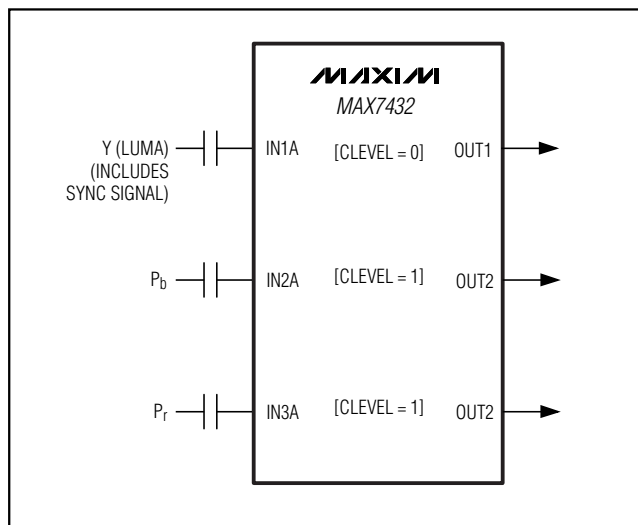 MAXIM
MAX7432
Y (LUMA)
(INCLUDES
SYNC SIGNAL)
IN1A
[CLEVEL = 0]
OUT1
Pb
IN2A
[CLEVEL = 1]
OUT2
Pr
IN3A
[CLEVEL = 1]
OUT2